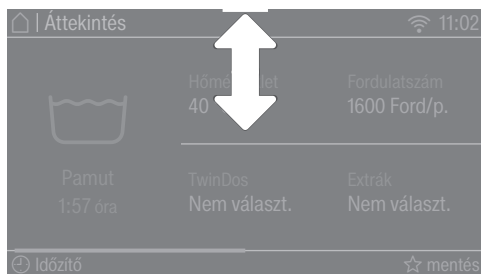 | Áttekintés 11:02
Fordulatszám
40 1600 Ford/p.
Pamut TwinDos Extrák
1:57 óra Nem választ. Nem választ.
Időzítő mentés